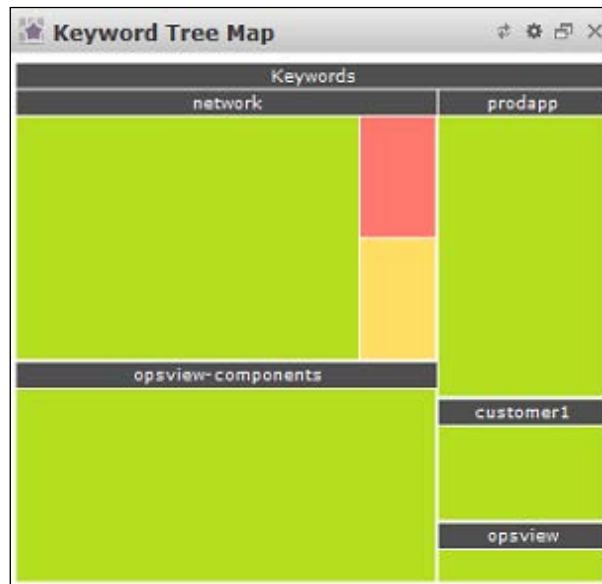 Keyword Tree Map
Keywords
network
prodapp
opsview-components
customer1
opsview